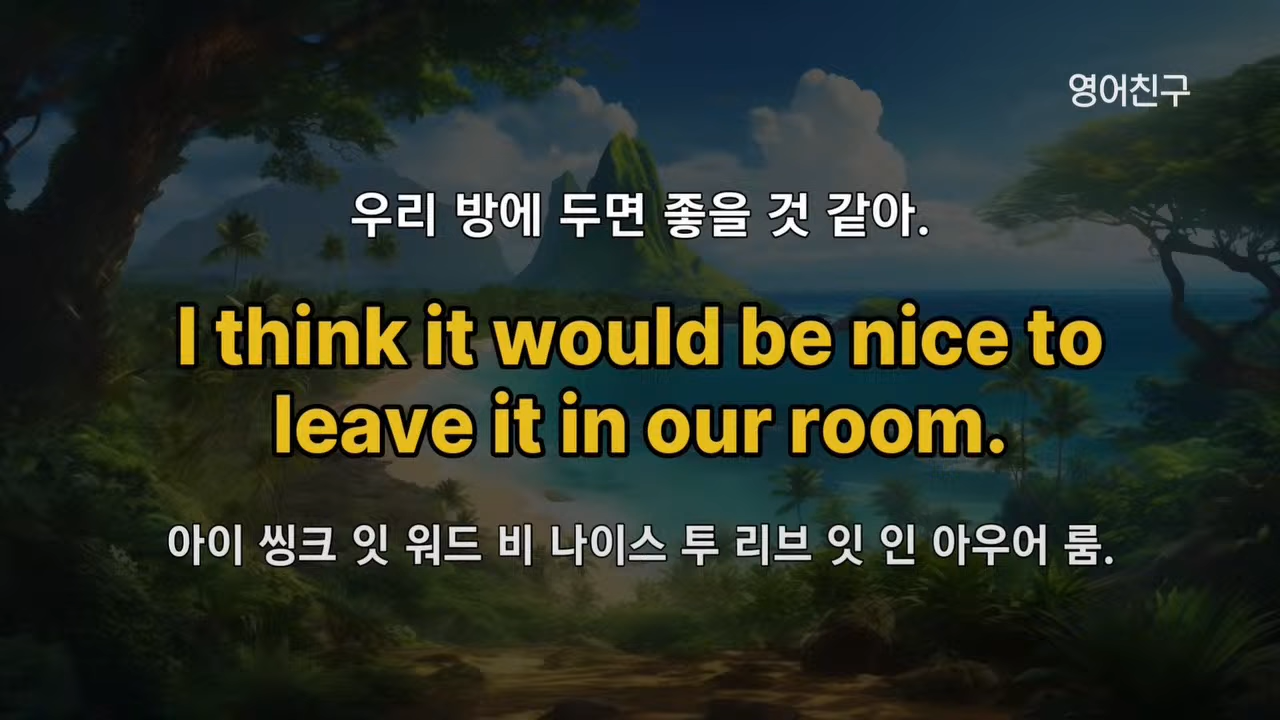 영어친구
우리 방에 두면 좋을 것 같아.
I think it would be nice to
leave it in our room.
아이 씽크 잇 워드 비 나이스 투 리브 잇 인 아우어 룸.